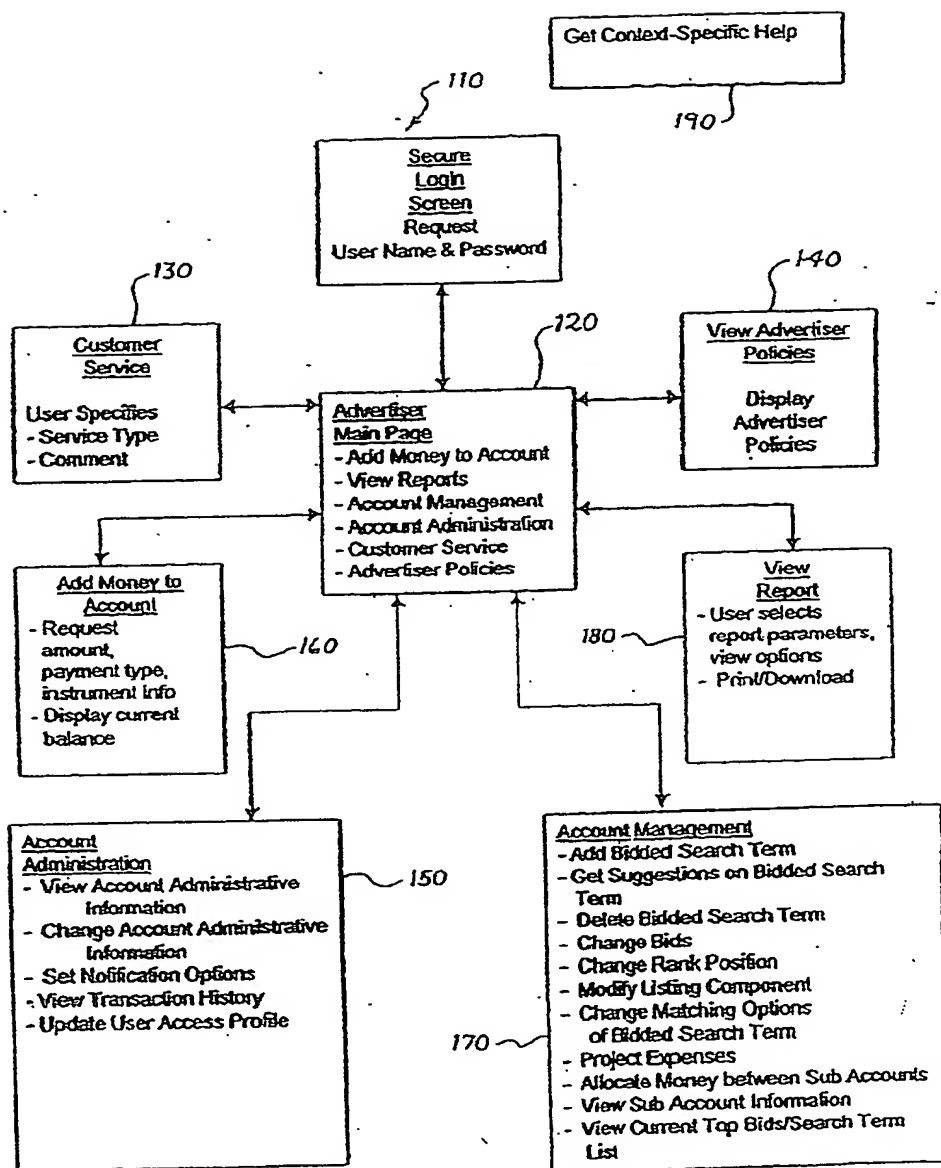 Get Context-Specific Help
190
110
Secure
Login
Screen
Request
User Name & Password
130
Customer
Service
User Specifies
- Service Type
- Comment
120
Advertiser
Main Page
- Add Money to Account
- View Reports
- Account Management
- Account Administration
- Customer Service
- Advertiser Policies
140
View Advertiser
Policies
Display
Advertiser
Policies
Add Money to
Account
- Request
amount,
payment type,
instrument info
- Display current
balance
160
View
Report
- User selects
report parameters,
view options
- Print/Download
180
Account
Administration
- View Account Administrative
Information
- Change Account Administrative
Information
- Set Notification Options
- View Transaction History
- Update User Access Profile
150
Account Management
- Add Bidded Search Term
- Get Suggestions on Bidded Search
Term
- Delete Bidded Search Term
- Change Bids
- Change Rank Position
- Modify Listing Component
- Change Matching Options
of Bidded Search Term
- Project Expenses
- Allocate Money between Sub Accounts
- View Sub Account Information
- View Current Top Bids/Search Term
List
170